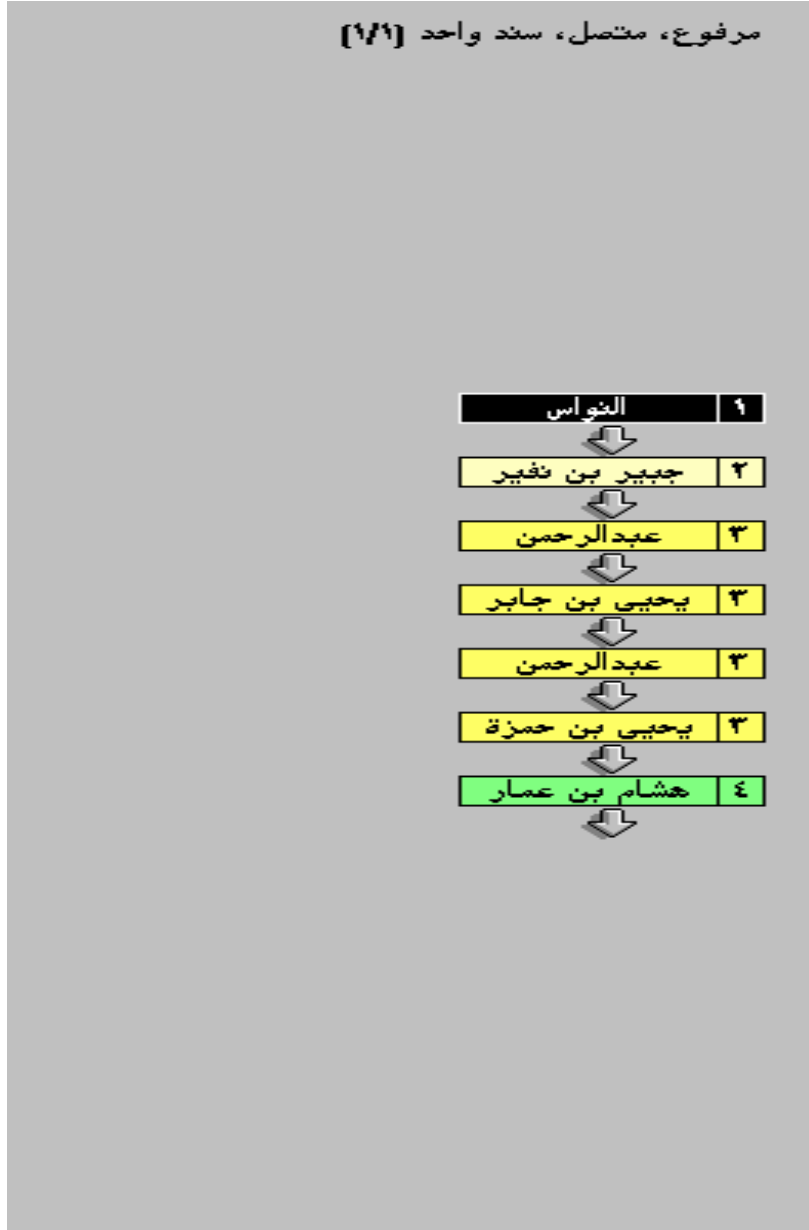 مرفوع، متصل، سند واحد (١/١)
١ النواس
٢ جبير بن نفير
٣ عبدالرحمن
٣ يحيى بن جابر
٣ عبدالرحمن
٣ يحيى بن حمزة
٤ هشام بن عمار